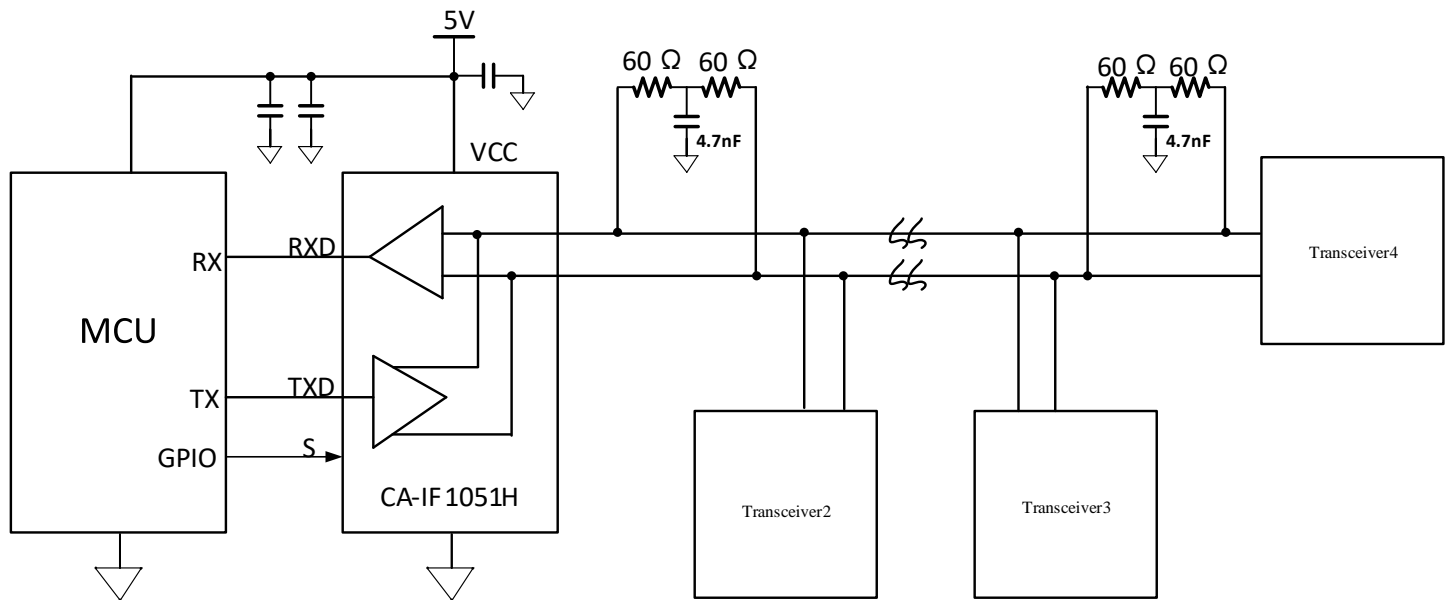 5V
60 Ω 60 Ω
60 Ω 60 Ω
4.7nF
4.7nF
VCC
RX
RXD
MCU
TX
TXD
GPIO
S
CA-IF1051H
Transceiver2
Transceiver3
Transceiver4